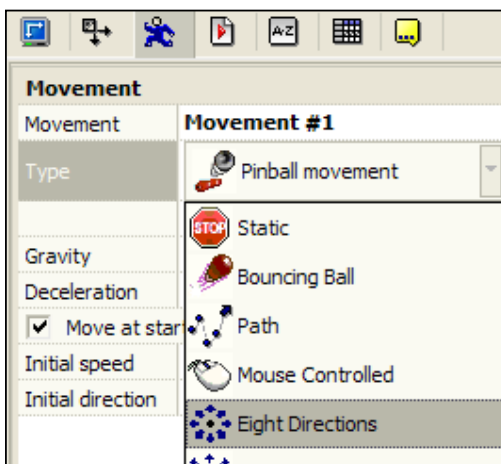 A-Z
Movement
Movement Movement #1
Type Pinball movement
STOP Static
Gravity
Bouncing Ball
Deceleration
Move at star Path
Initial speed Mouse Controlled
Initial direction
Eight Directions